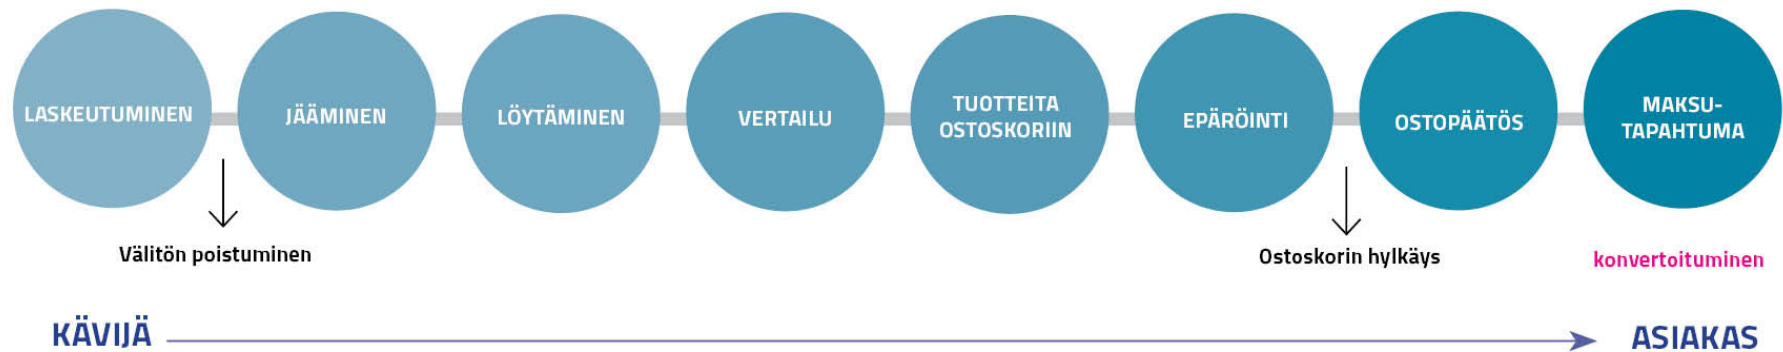 LASKEUTUMINEN
JÄÄMINEN
LÖYTÄMINEN
VERTAILU
TUOTTEITA
OSTOSKORIIN
EPÄRÖINTI
OSTOPÄÄTÖS
MAKSU-
TAPAHTUMA
Välitön poistuminen
Ostoskorin hylkäys
konvertoituminen
KÄVIJÄ
ASIAKAS